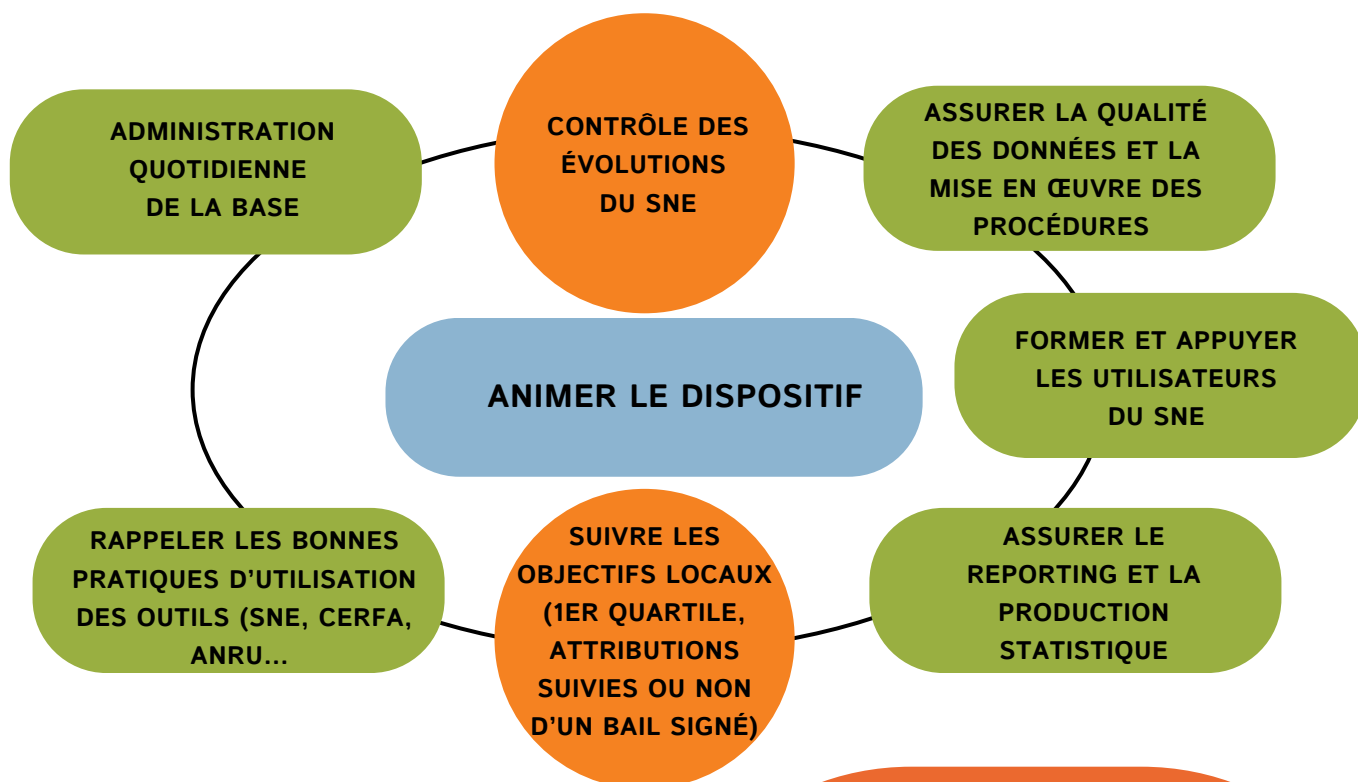 ADMINISTRATION
QUOTIDIENNE
DE LA BASE
CONTRÔLE DES
ÉVOLUTIONS
DU SNE
ASSURER LA QUALITÉ
DES DONNÉES ET LA
MISE EN ŒUVRE DES
PROCÉDURES
FORMER ET APPUYER
LES UTILISATEURS
DU SNE
ANIMER LE DISPOSITIF
RAPPELER LES BONNES
PRATIQUES D'UTILISATION
DES OUTILS (SNE, CERFA,
ANRU...
SUIVRE LES
OBJECTIFS LOCAUX
(1ER QUARTILE,
ATTRIBUTIONS
SUIVIES OU NON
D'UN BAIL SIGNÉ)
ASSURER LE
REPORTING ET LA
PRODUCTION
STATISTIQUE